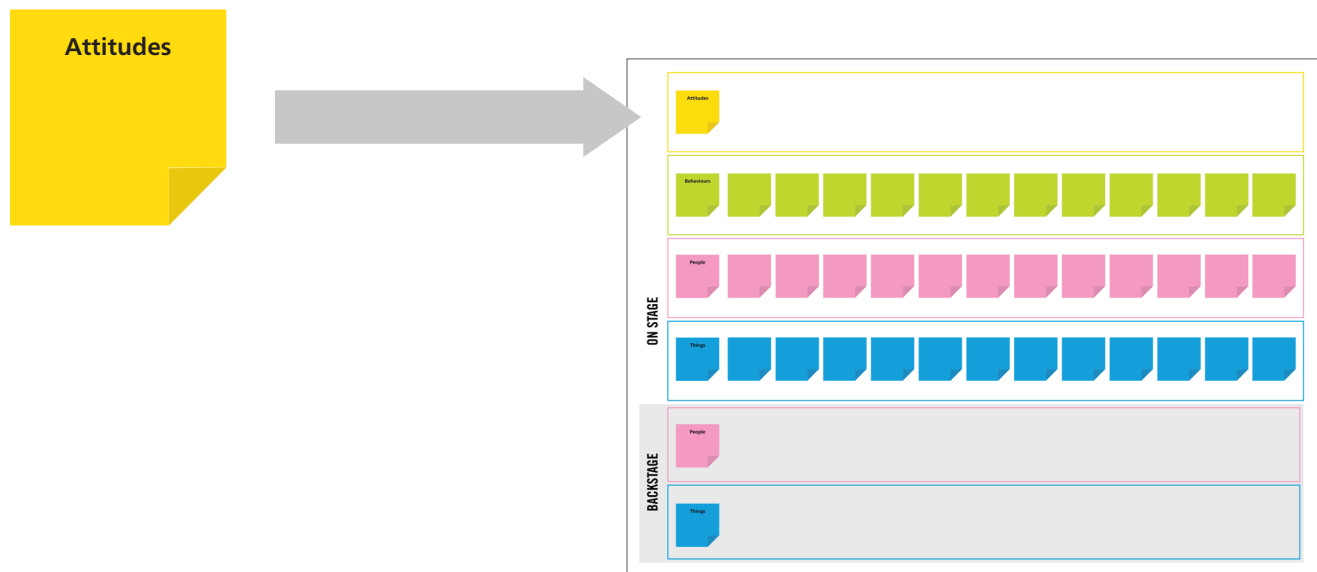 Attitudes
Attitudes
Behaviours
People
ON STAGE
Things
People
BACKSTAGE
Things